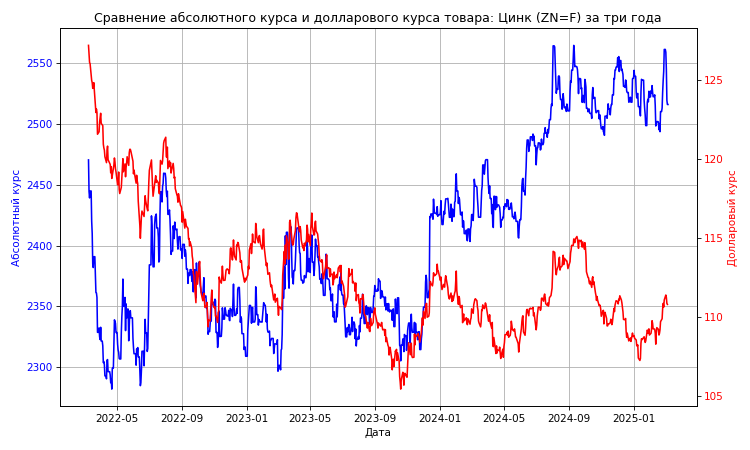 Сравнение абсолютного курса и долларового курса товара: Цинк (ZN=F) за три года
Абсолютный курс
2550
2500
2450
2400
2350
2300
125
120
115
110
105
Долларовый курс
2022-05 2022-09 2023-01 2023-05 2023-09 2024-01 2024-05 2024-09 2025-01
Дата